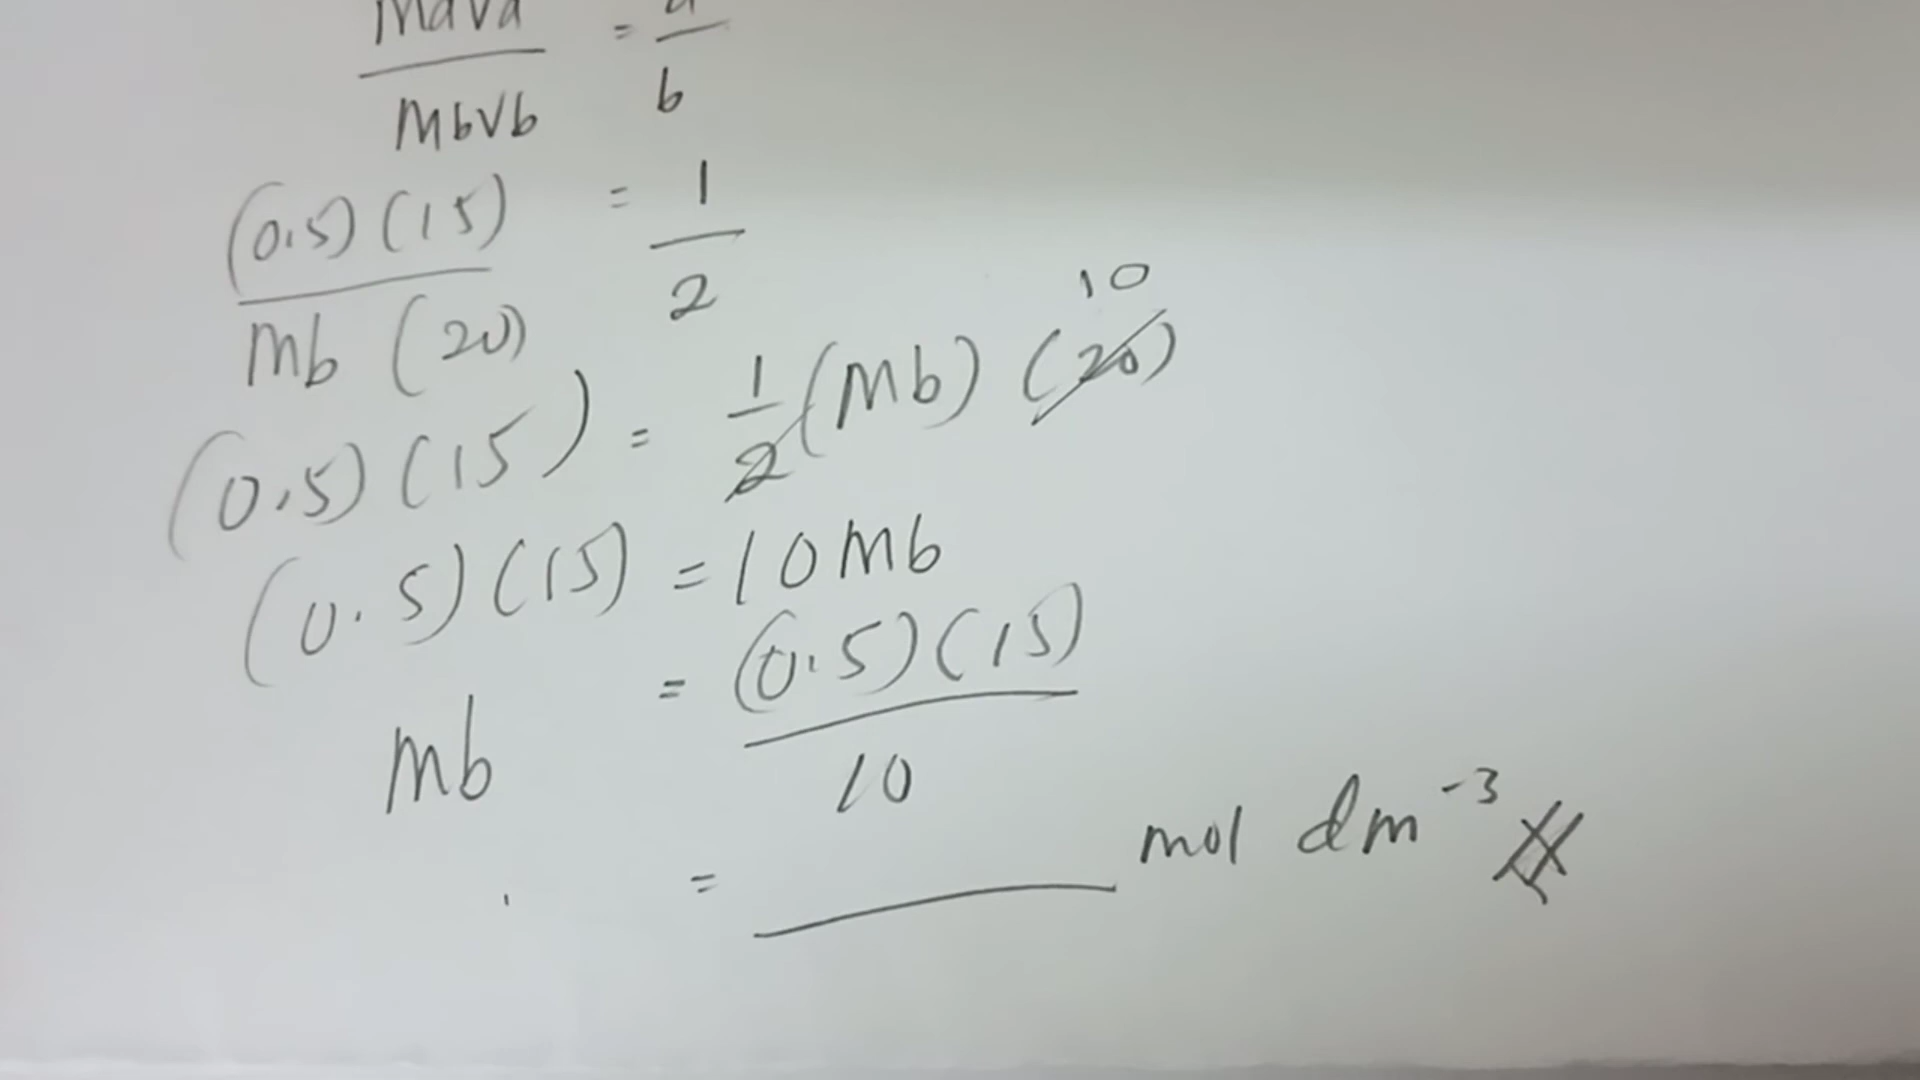 MaVa / MbVb = a / b
(0.5)(15) / Mb (20) = 1 / 2
(0.5)(15) = 1/2 (Mb) (20) 10
(0.5)(15) = 10Mb
Mb = (0.5)(15) / 10
= ______ mol dm⁻³ //